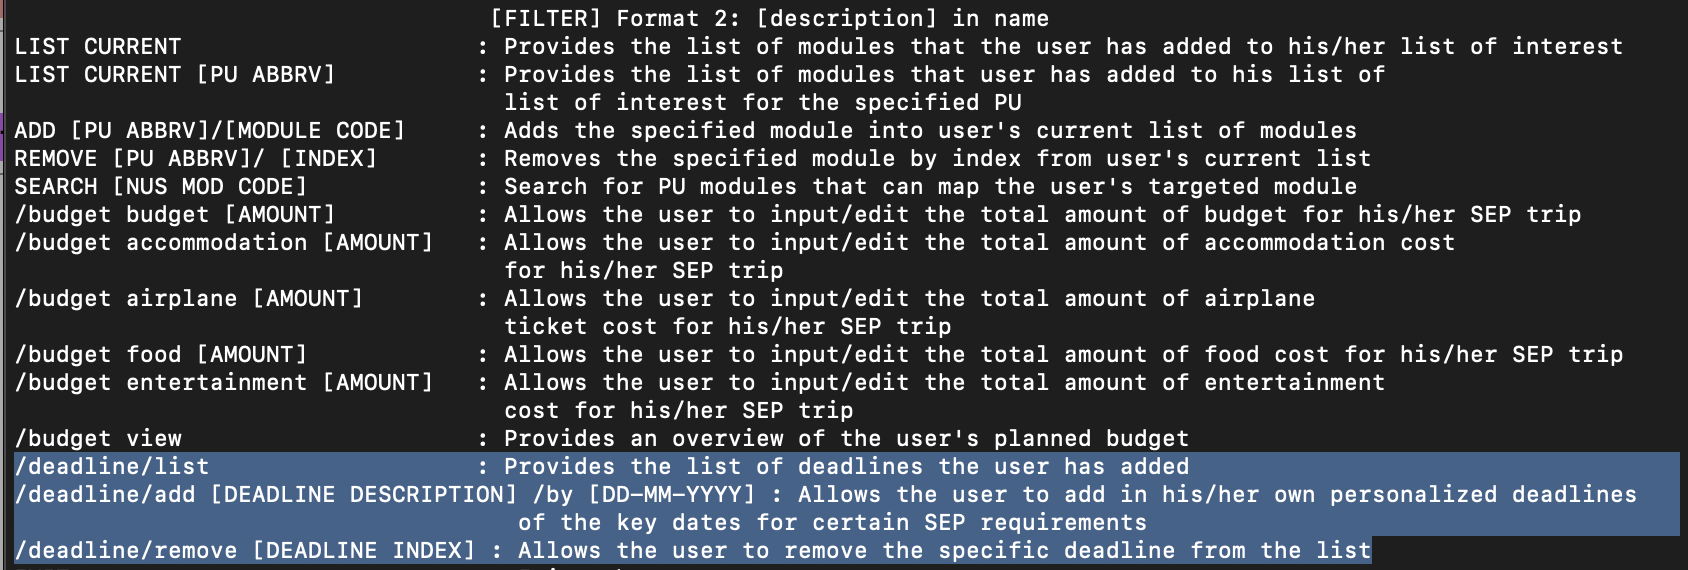 [FILTER] Format 2: [description] in name
LIST CURRENT : Provides the list of modules that the user has added to his/her list of interest
LIST CURRENT [PU ABBRV] : Provides the list of modules that user has added to his list of
list of interest for the specified PU
ADD [PU ABBRV]/[MODULE CODE] : Adds the specified module into user's current list of modules
REMOVE [PU ABBRV]/ [INDEX] : Removes the specified module by index from user's current list
SEARCH [NUS MOD CODE] : Search for PU modules that can map the user's targeted module
/budget budget [AMOUNT] : Allows the user to input/edit the total amount of budget for his/her SEP trip
/budget accommodation [AMOUNT] : Allows the user to input/edit the total amount of accommodation cost
for his/her SEP trip
/budget airplane [AMOUNT] : Allows the user to input/edit the total amount of airplane
ticket cost for his/her SEP trip
/budget food [AMOUNT] : Allows the user to input/edit the total amount of food cost for his/her SEP trip
/budget entertainment [AMOUNT] : Allows the user to input/edit the total amount of entertainment
cost for his/her SEP trip
/budget view : Provides an overview of the user's planned budget
/deadline/list : Provides the list of deadlines the user has added
/deadline/add [DEADLINE DESCRIPTION] /by [DD-MM-YYYY] : Allows the user to add in his/her own personalized deadlines
of the key dates for certain SEP requirements
/deadline/remove [DEADLINE INDEX] : Allows the user to remove the specific deadline from the list